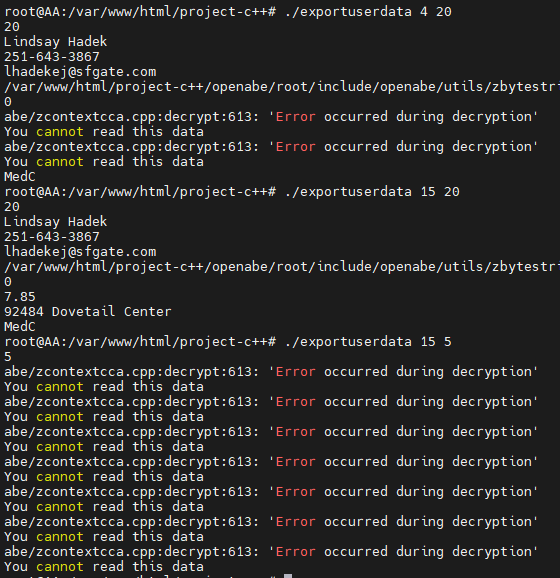 root@AA:/var/www/html/project-c++# ./exportuserdata 4 20
20
Lindsay Hadek
251-643-3867
lhadekej@sfgate.com
/var/www/html/project-c++/openabe/root/include/openabe/utils/zbytestri
0
abe/zcontextcca.cpp:decrypt:613: 'Error occurred during decryption'
You cannot read this data
abe/zcontextcca.cpp:decrypt:613: 'Error occurred during decryption'
You cannot read this data
MedC
root@AA:/var/www/html/project-c++# ./exportuserdata 15 20
20
Lindsay Hadek
251-643-3867
lhadekej@sfgate.com
/var/www/html/project-c++/openabe/root/include/openabe/utils/zbytestri
0
7.85
92484 Dovetail Center
MedC
root@AA:/var/www/html/project-c++# ./exportuserdata 15 5
5
abe/zcontextcca.cpp:decrypt:613: 'Error occurred during decryption'
You cannot read this data
abe/zcontextcca.cpp:decrypt:613: 'Error occurred during decryption'
You cannot read this data
abe/zcontextcca.cpp:decrypt:613: 'Error occurred during decryption'
You cannot read this data
abe/zcontextcca.cpp:decrypt:613: 'Error occurred during decryption'
You cannot read this data
abe/zcontextcca.cpp:decrypt:613: 'Error occurred during decryption'
You cannot read this data
abe/zcontextcca.cpp:decrypt:613: 'Error occurred during decryption'
You cannot read this data
abe/zcontextcca.cpp:decrypt:613: 'Error occurred during decryption'
You cannot read this data